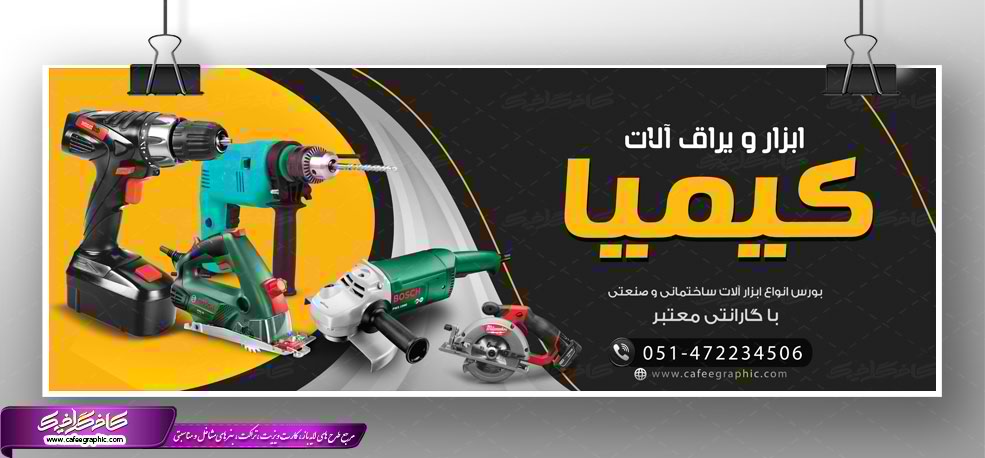 ابزار و یراق آلات
کیمیا
بورس انواع ابزار آلات ساختمانی و صنعتی
با گارانتی معتبر
051-472234506
www.cafeegraphic.com
BOSCH
کافه گرافیک
www.cafeegraphic.com
مرجع طرح های لایه باز: کارت ویزیت، تراکت، بنرهای مشاغل و مناسبتی